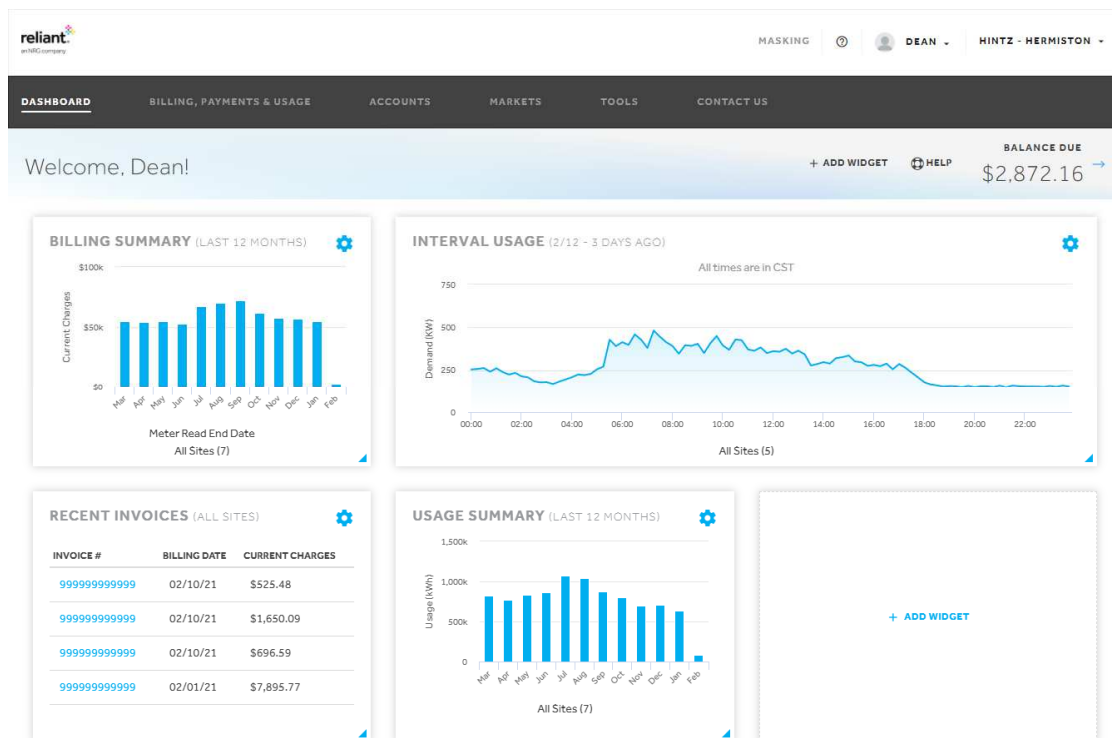 reliant.
an NRG company
MASKING
DEAN
HINTZ - HERMISTON
DASHBOARD
BILLING, PAYMENTS & USAGE
ACCOUNTS
MARKETS
TOOLS
CONTACT US
Welcome, Dean!
+ ADD WIDGET
HELP
BALANCE DUE
$2,872.16 →
BILLING SUMMARY (LAST 12 MONTHS)
$100k
$50k
$0
Current Charges
Mar Apr May Jun Jul Aug Sep Oct Nov Dec Jan Feb
Meter Read End Date
All Sites (7)
INTERVAL USAGE (2/12 - 3 DAYS AGO)
All times are in CST
750
500
250
0
Demand (KW)
00:00 02:00 04:00 06:00 08:00 10:00 12:00 14:00 16:00 18:00 20:00 22:00
All Sites (5)
RECENT INVOICES (ALL SITES)
INVOICE # BILLING DATE CURRENT CHARGES
999999999999 02/10/21 $525.48
999999999999 02/10/21 $1,650.09
999999999999 02/10/21 $696.59
999999999999 02/01/21 $7,895.77
USAGE SUMMARY (LAST 12 MONTHS)
1,500k
1,000k
500k
0
Usage (kWh)
Mar Apr May Jun Jul Aug Sep Oct Nov Dec Jan Feb
All Sites (7)
+ ADD WIDGET